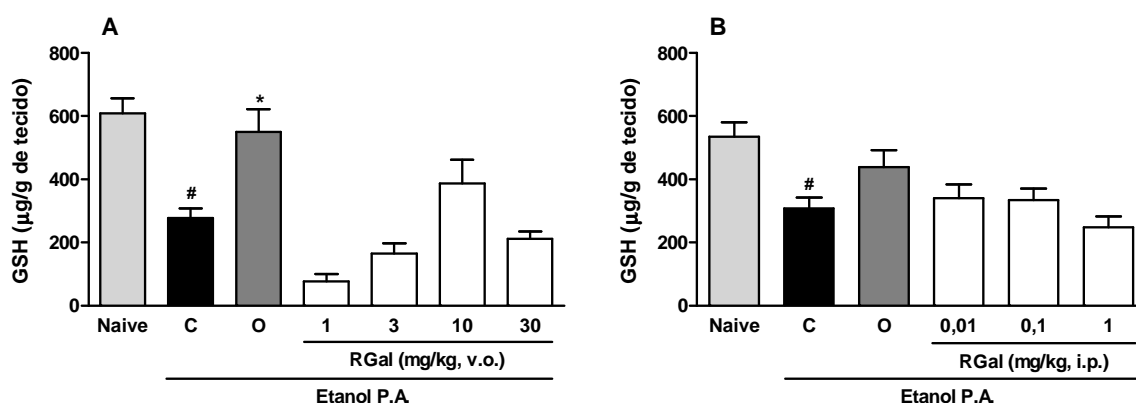 A
GSH (µg/g de tecido)
800
600
400
200
0
#
*
Naive C O 1 3 10 30
RGal (mg/kg, v.o.)
Etanol P.A.
B
GSH (µg/g de tecido)
800
600
400
200
0
#
Naive C O 0,01 0,1 1
RGal (mg/kg, i.p.)
Etanol P.A.